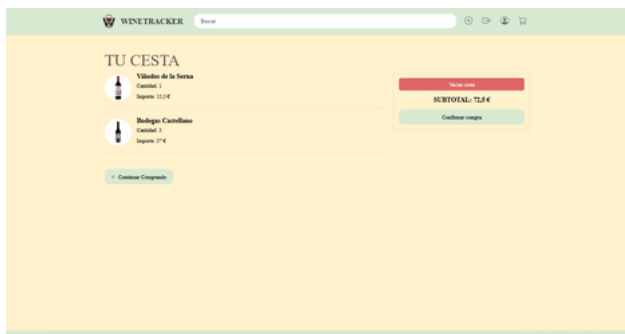 WINETRACKER
Buscar
TU CESTA
Viñedos de la Serna
Cantidad: 1
Importe: 15,5 €
Bodegas Castellano
Cantidad: 3
Importe: 57 €
Vaciar cesta
SUBTOTAL: 72,5 €
Confirmar compra
Continuar Comprando